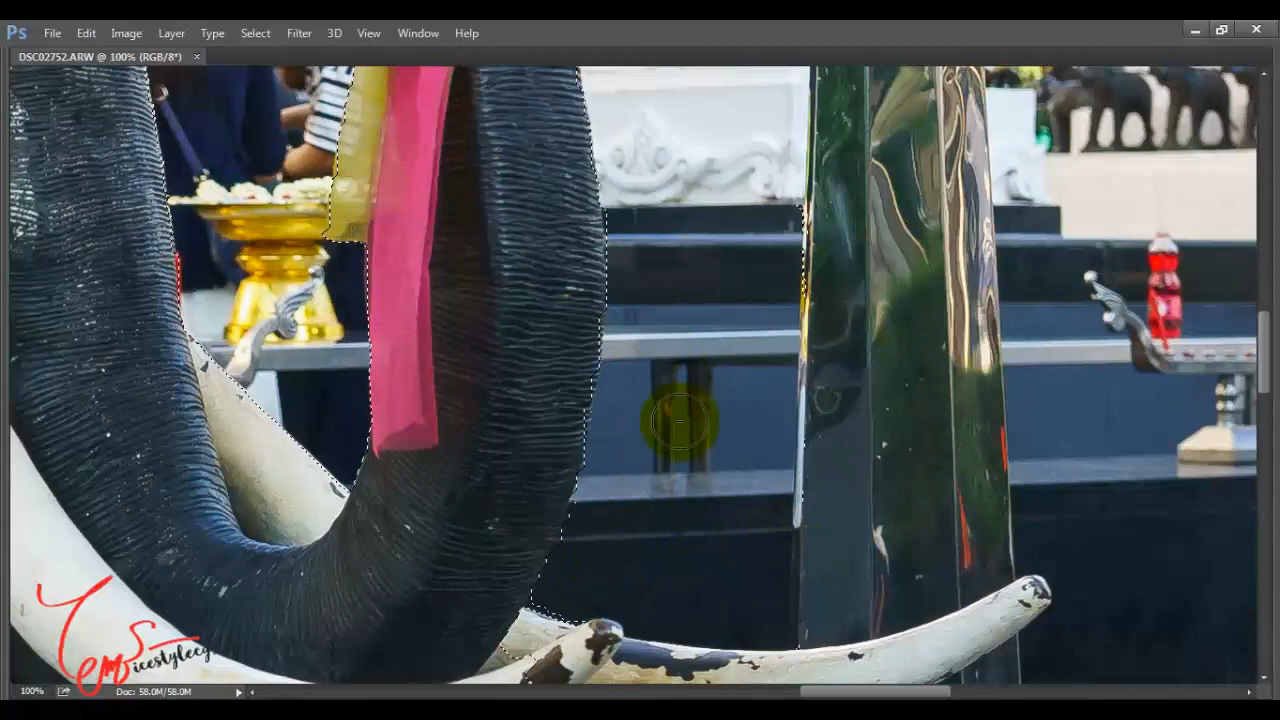 Ps File Edit Image Layer Type Select Filter 3D View Window Help
DSC02752.ARW @ 100% (RGB/8*) ×
100% Doc: 58.0M/58.0M